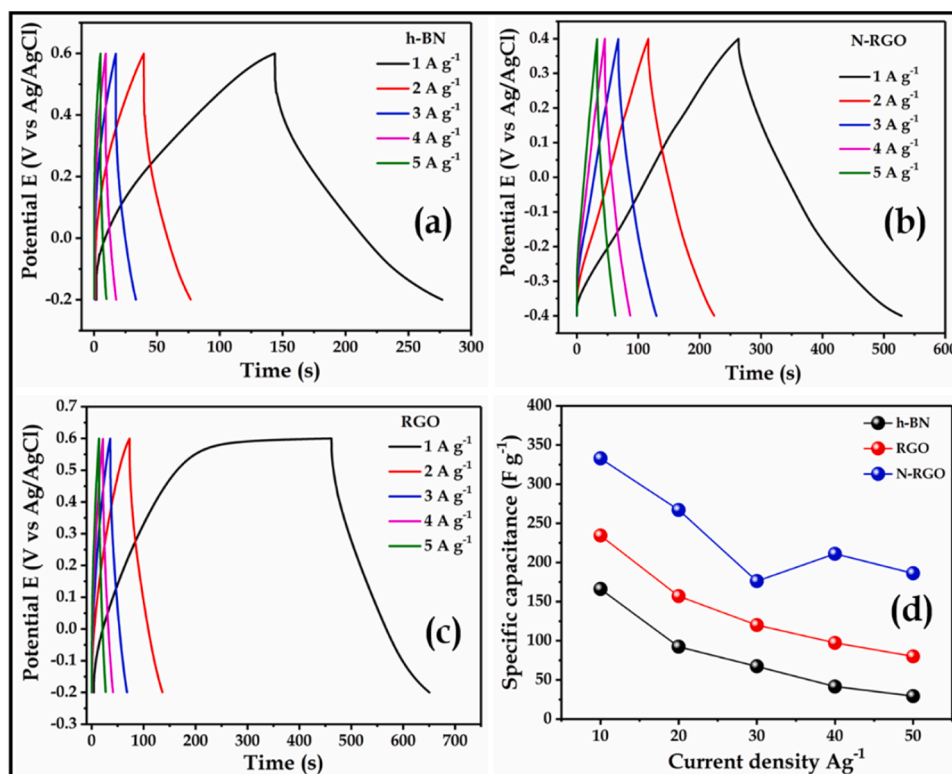 (a)
h-BN
1 A g⁻¹
2 A g⁻¹
3 A g⁻¹
4 A g⁻¹
5 A g⁻¹
Potential E (V vs Ag/AgCl)
0.6
0.4
0.2
0.0
-0.2
0 50 100 150 200 250 300
Time (s)
(b)
N-RGO
1 A g⁻¹
2 A g⁻¹
3 A g⁻¹
4 A g⁻¹
5 A g⁻¹
Potential E (V vs Ag/AgCl)
0.4
0.3
0.2
0.1
0.0
-0.1
-0.2
-0.3
-0.4
0 100 200 300 400 500 600
Time (s)
(c)
RGO
1 A g⁻¹
2 A g⁻¹
3 A g⁻¹
4 A g⁻¹
5 A g⁻¹
Potential E (V vs Ag/AgCl)
0.7
0.6
0.5
0.4
0.3
0.2
0.1
0.0
-0.1
-0.2
-0.3
0 100 200 300 400 500 600 700
Time (s)
(d)
h-BN
RGO
N-RGO
Specific capacitance (F g⁻¹)
400
350
300
250
200
150
100
50
0
10 20 30 40 50
Current density Ag⁻¹